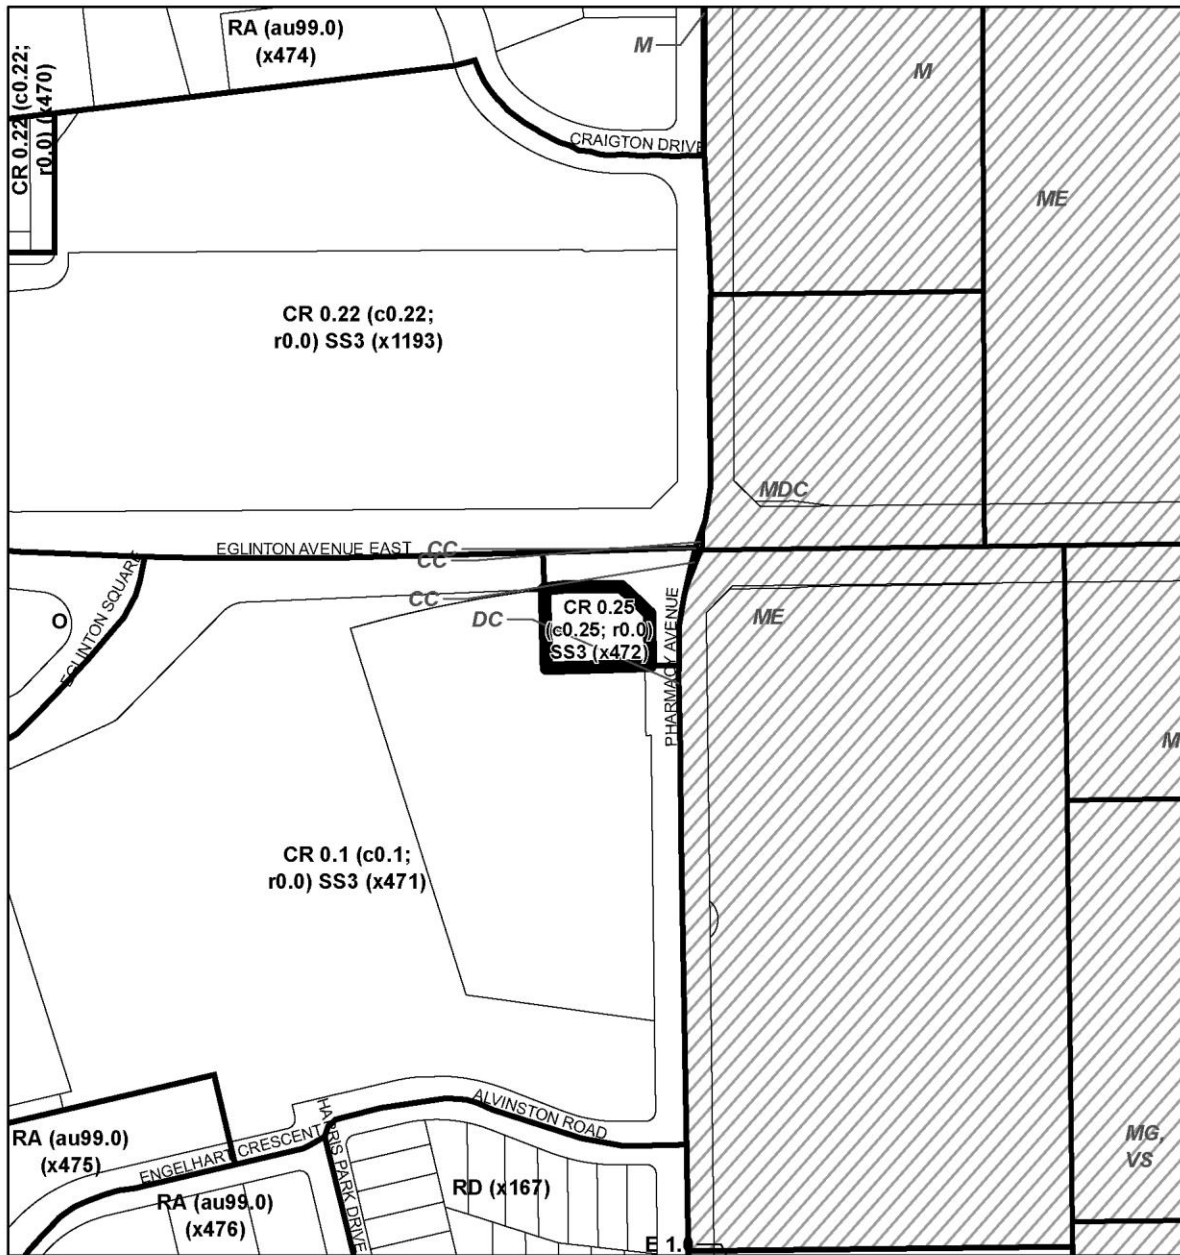 RA (au99.0)
(x474)
M
M
CR 0.22 (c0.22;
r0.0) (x470)
CRAIGTON DRIVE
ME
CR 0.22 (c0.22;
r0.0) SS3 (x1193)
MDC
EGLINTON AVENUE EAST
CC
CC
EGLINTON SQUARE
CC
DC
CR 0.25
(c0.25; r0.0)
SS3 (x472)
PHARMACY AVENUE
ME
O
M
CR 0.1 (c0.1;
r0.0) SS3 (x471)
ALVINSTON ROAD
HARRIS PARK DRIVE
ENGELHART CRESCENT
RA (au99.0)
(x475)
MG,
VS
RD (x167)
RA (au99.0)
(x476)